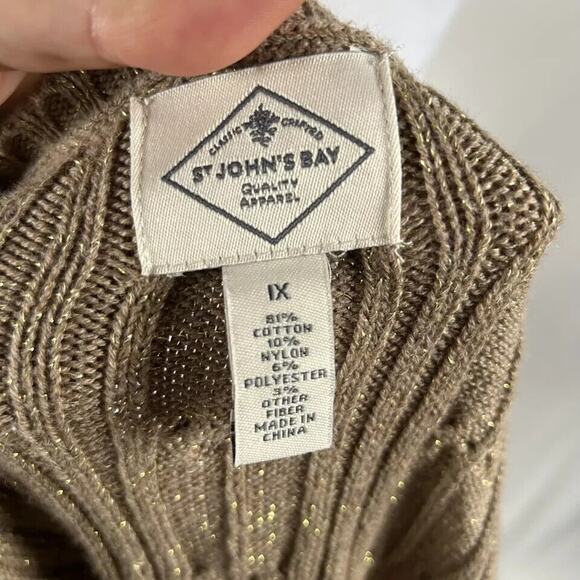 CLASSIC CRAFTED
ST JOHN'S BAY
QUALITY
APPAREL
1X
81%
COTTON
10%
NYLON
6%
POLYESTER
3%
OTHER
FIBER
MADE IN
CHINA